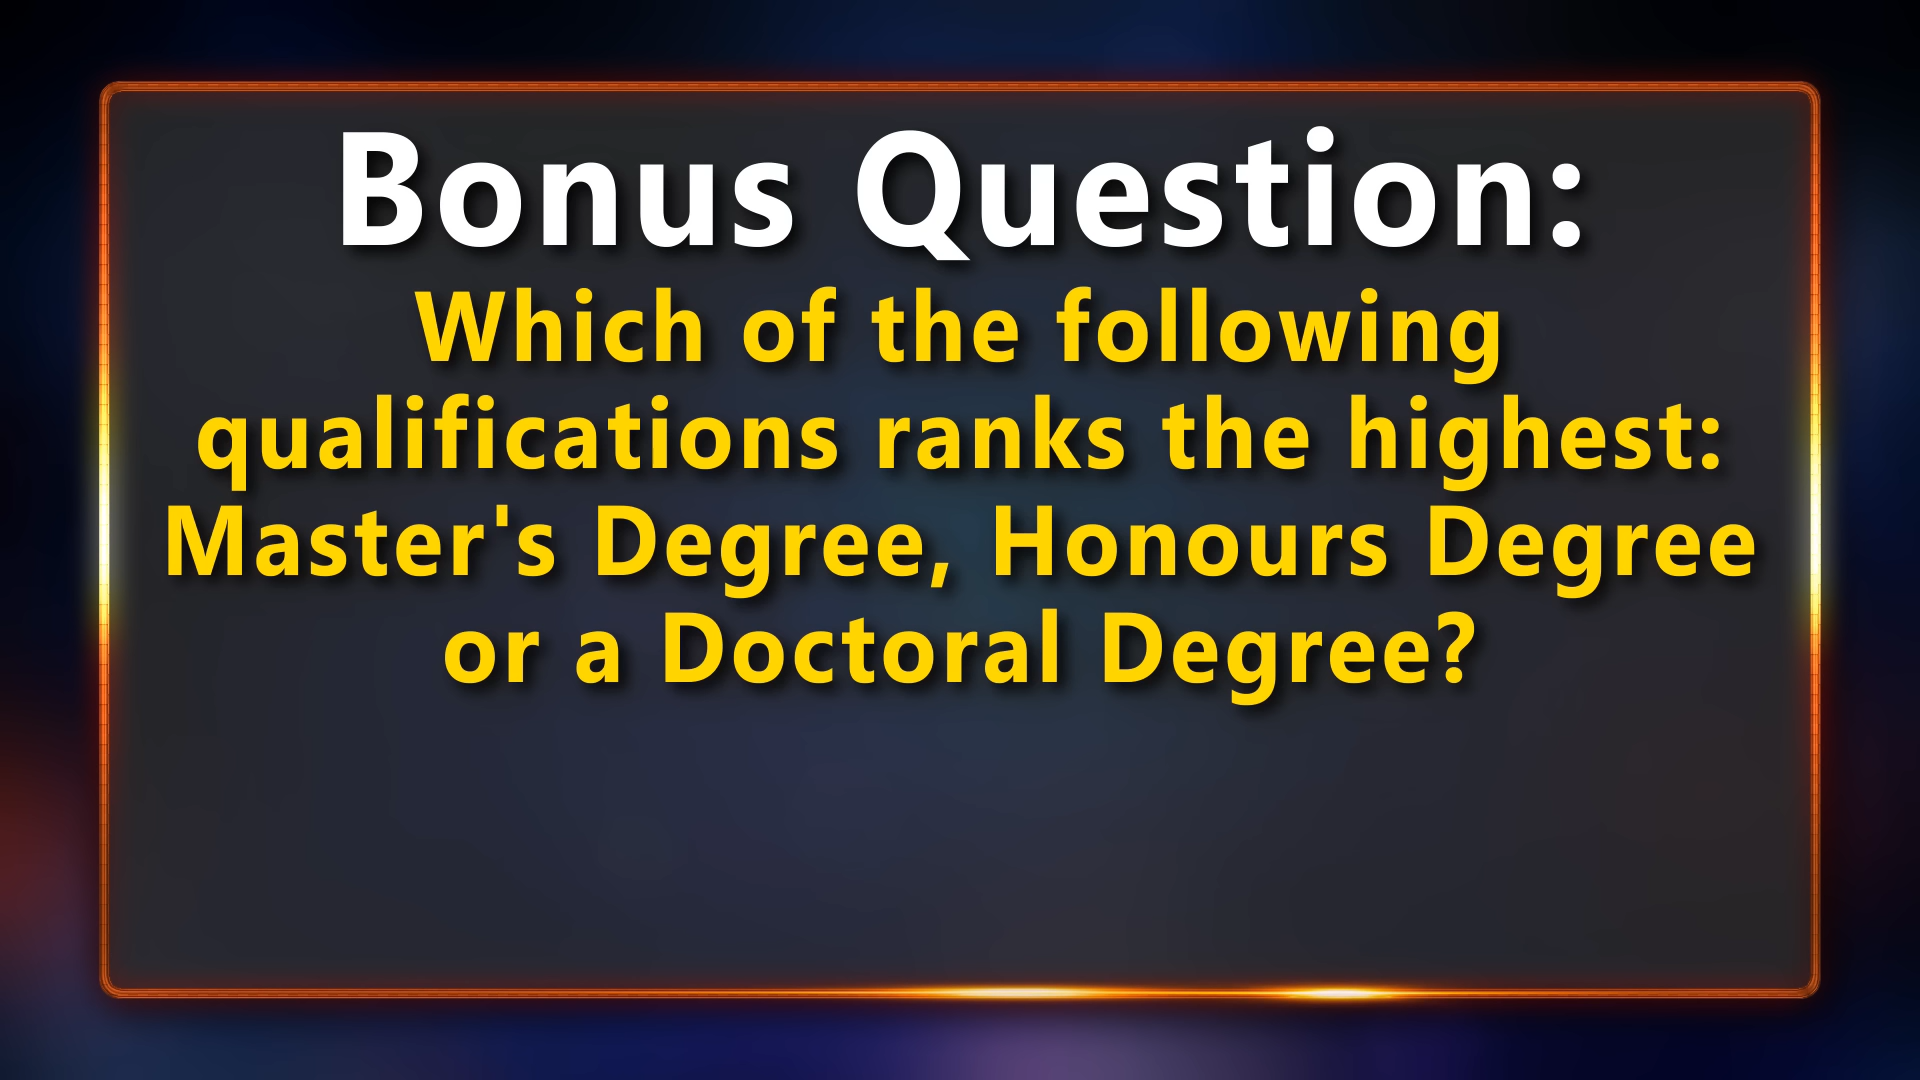 Bonus Question:
Which of the following
qualifications ranks the highest:
Master's Degree, Honours Degree
or a Doctoral Degree?